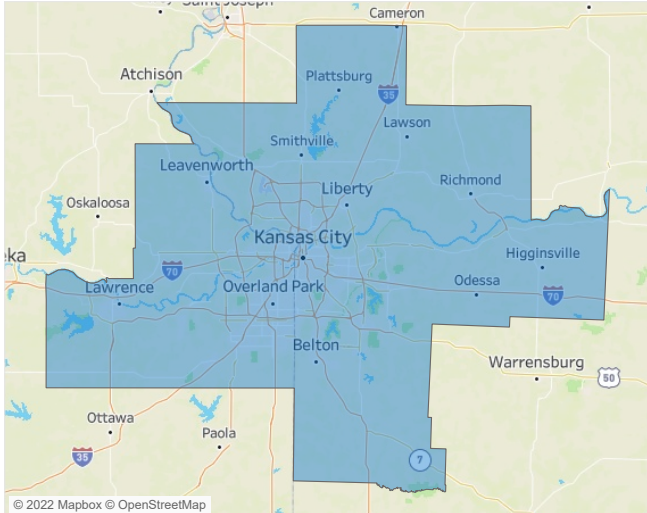 Saint Joseph
Cameron
Atchison
Plattsburg
35
Lawson
Smithville
Leavenworth
Richmond
Liberty
Oskaloosa
Kansas City
eka
70
Higginsville
Lawrence
Overland Park
Odessa
70
Belton
Warrensburg
50
Ottawa
Paola
35
7
© 2022 Mapbox © OpenStreetMap